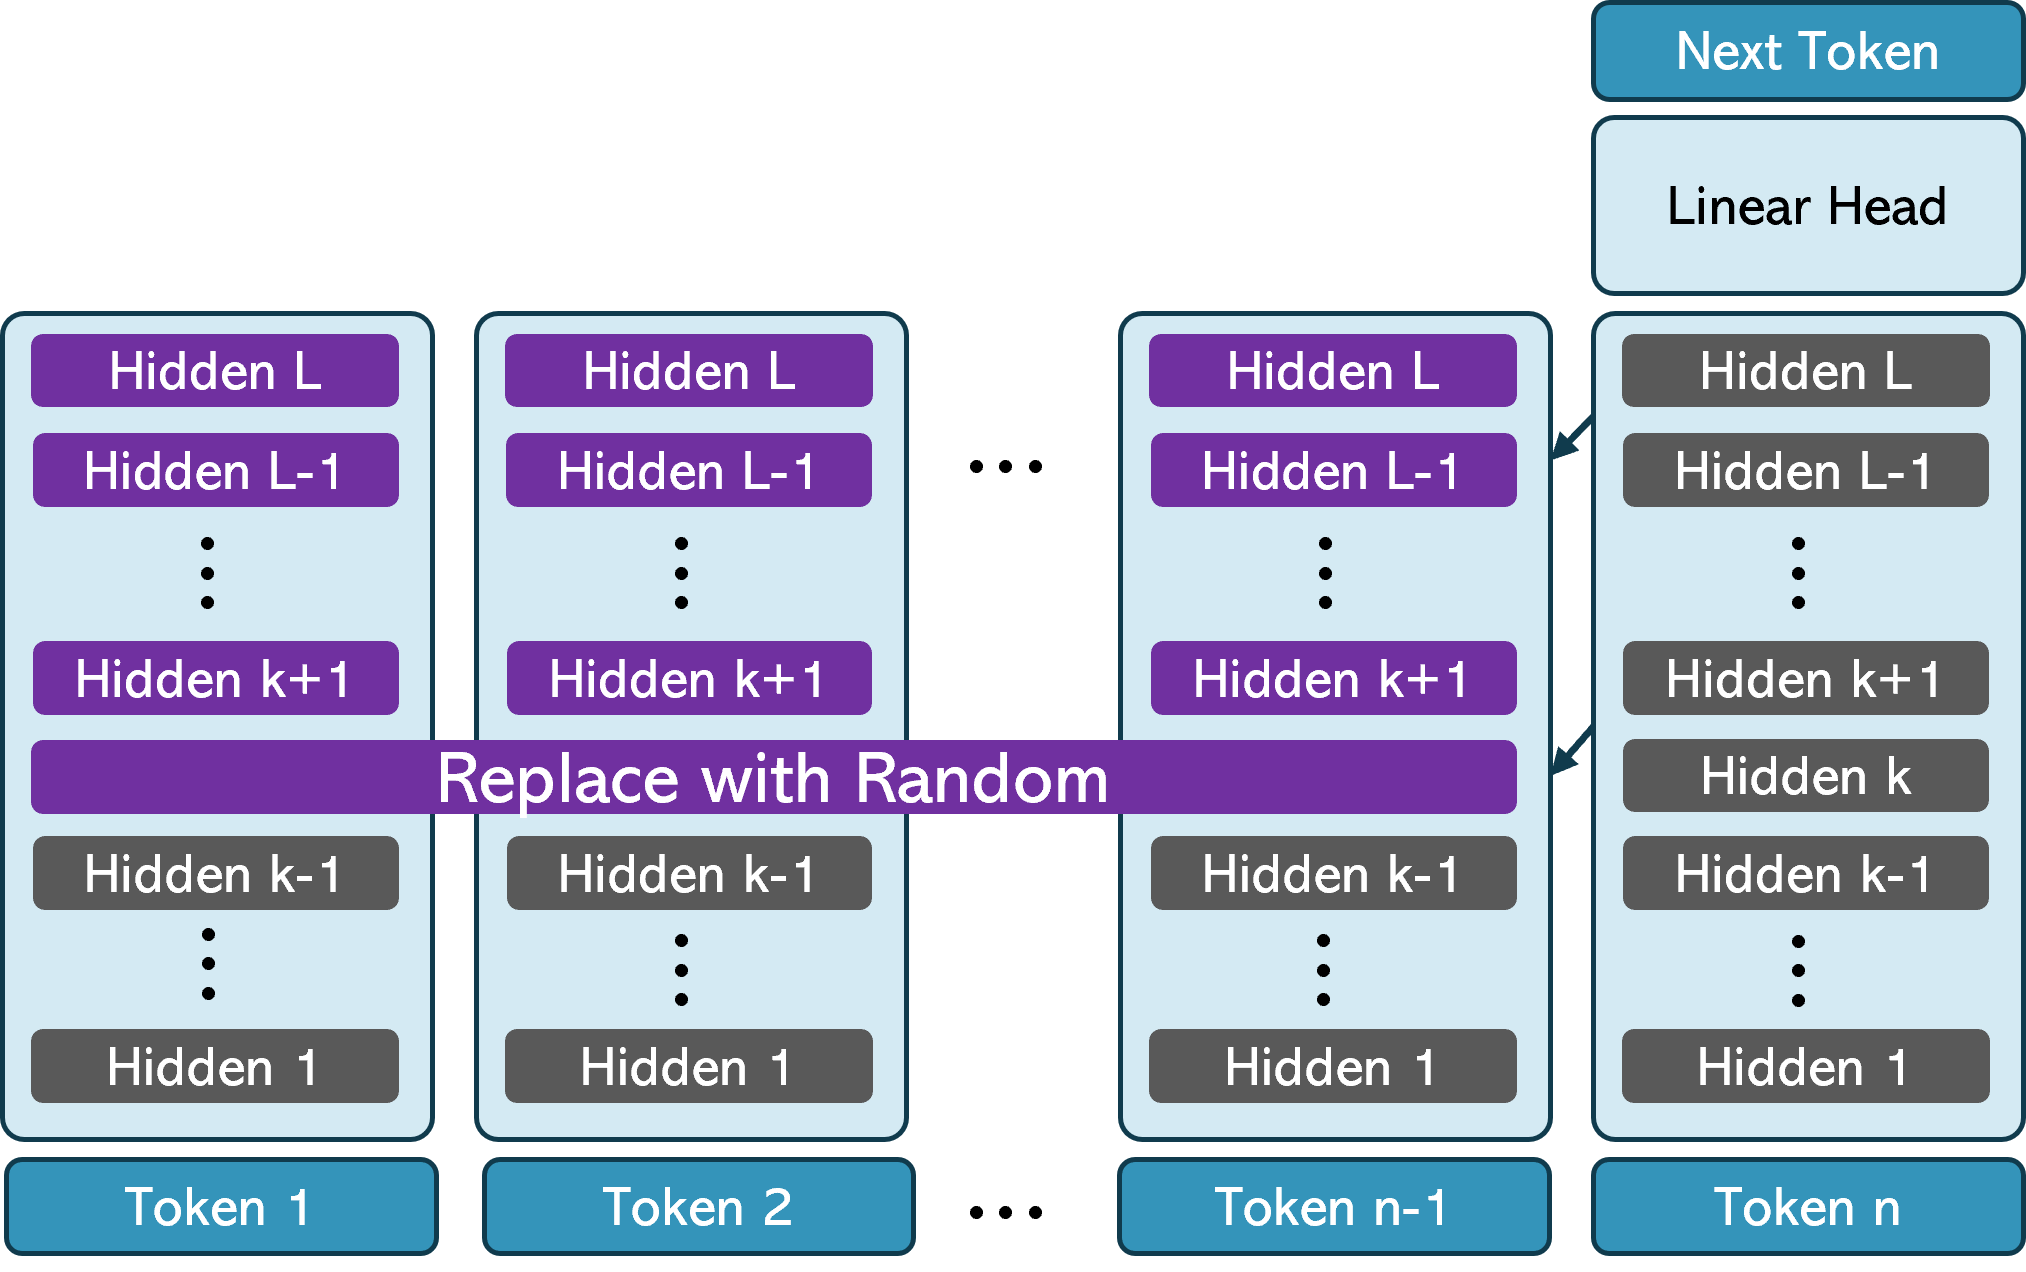 Next Token
Linear Head
Hidden L
Hidden L
Hidden L
Hidden L
Hidden L-1
Hidden L-1
...
Hidden L-1
Hidden L-1
Hidden k+1
Hidden k+1
Hidden k+1
Hidden k+1
Replace with Random
Hidden k
Hidden k-1
Hidden k-1
Hidden k-1
Hidden k-1
Hidden 1
Hidden 1
Hidden 1
Hidden 1
Token 1
Token 2
...
Token n-1
Token n